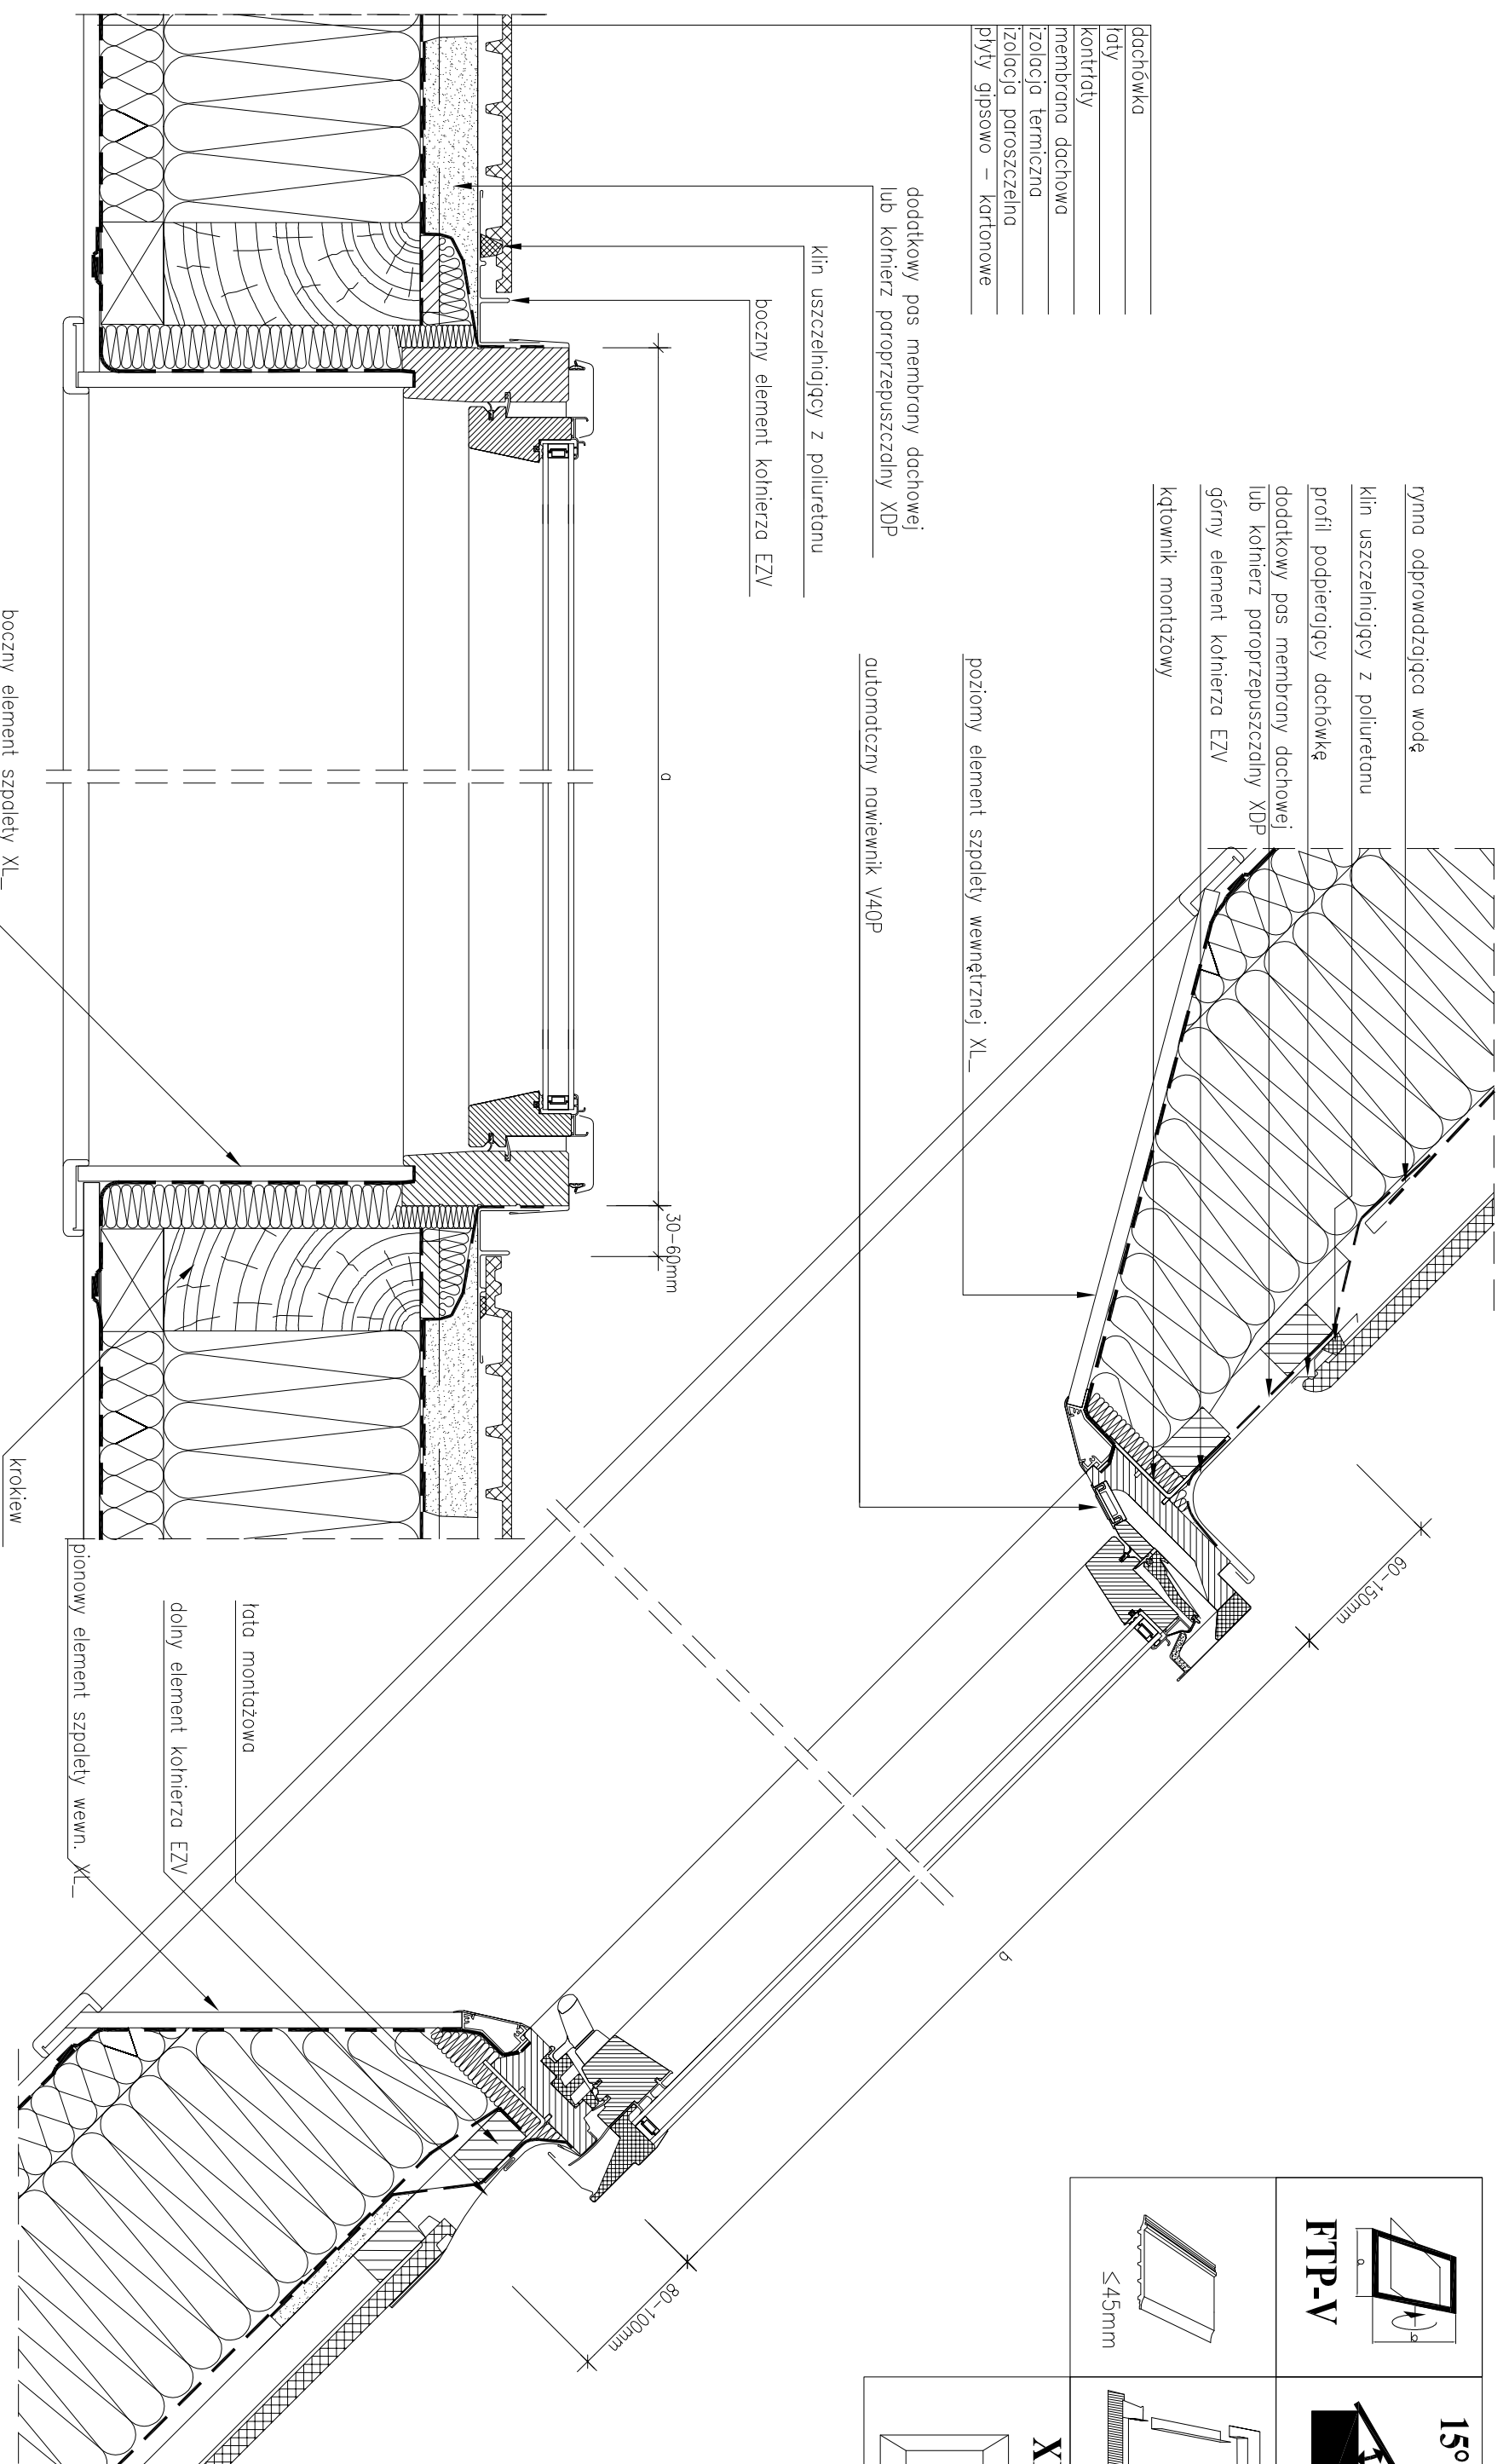 dachówka
łaty
kontrłaty
membrana dachowa
izolacja termiczna
izolacja paroszczelna
płyty gipsowo – kartonowe
dodatkowy pas membrany dachowej
lub kołnierz paroprzepuszczalny XDP
klin uszczelniający z poliuretanu
boczny element kołnierza EZV
rynna odprowadzająca wodę
klin uszczelniający z poliuretanu
profil podpierający dachówkę
dodatkowy pas membrany dachowej
lub kołnierz paroprzepuszczalny XDP
górny element kołnierza EZV
kątownik montażowy
poziomy element szpalety wewnętrznej XL_
automatczny nawiewnik V40P
a
30–60mm
60–150mm
b
80–100mm
boczny element szpalety XL_
krokiew
łata montażowa
dolny element kołnierza EZV
pionowy element szpalety wewn. XL_
a
b
FTP-V
15°
≤45mm